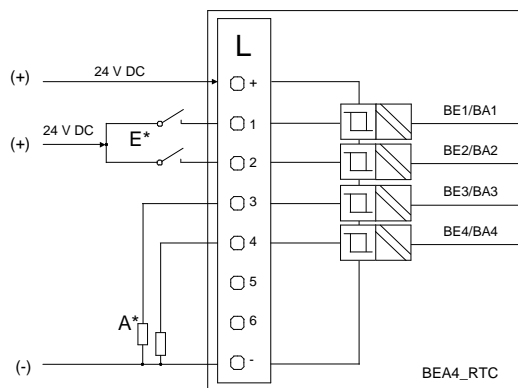 L
(+) 24 V DC +
(+) 24 V DC E* 1 BE1/BA1
2 BE2/BA2
3 BE3/BA3
4 BE4/BA4
5
A* 6
(-) -
BEA4_RTC